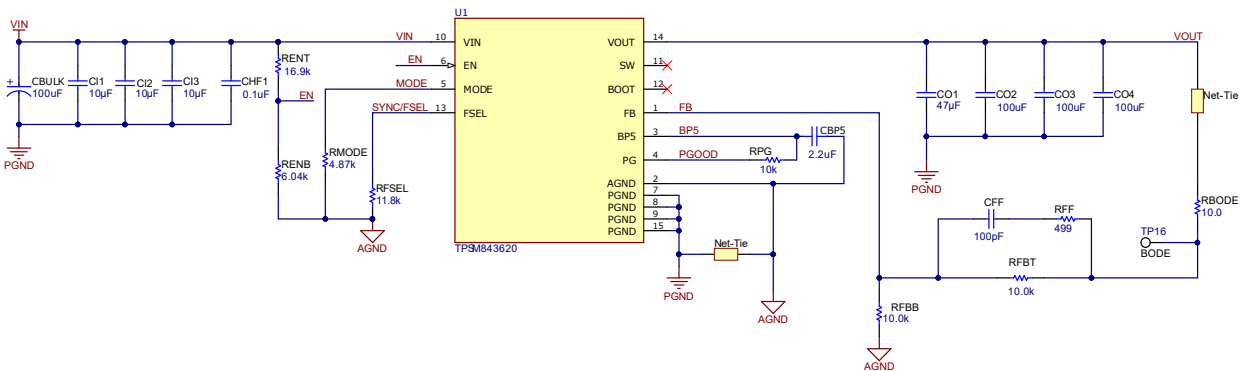 VIN
+
CBULK
100uF
CI1
10µF
CI2
10µF
CI3
10µF
CHF1
0.1uF
PGND
RENT
16.9k
EN
RENB
6.04k
RMODE
4.87k
RFSEL
11.8k
AGND
VIN
EN
MODE
SYNC/FSEL
U1
10 VIN
6 EN
5 MODE
13 FSEL
VOUT 14
SW 11
BOOT 12
FB 1
BP5 3
PG 4
AGND 2
PGND 7
PGND 8
PGND 9
PGND 15
TPSM843620
FB
BP5
PGOOD
RPG
10k
CBP5
2.2uF
Net-Tie
PGND
AGND
VOUT
CO1
47µF
CO2
100uF
CO3
100uF
CO4
100uF
PGND
Net-Tie
RBODE
10.0
TP16
BODE
CFF
100pF
RFF
499
RFBT
10.0k
RFBB
10.0k
AGND